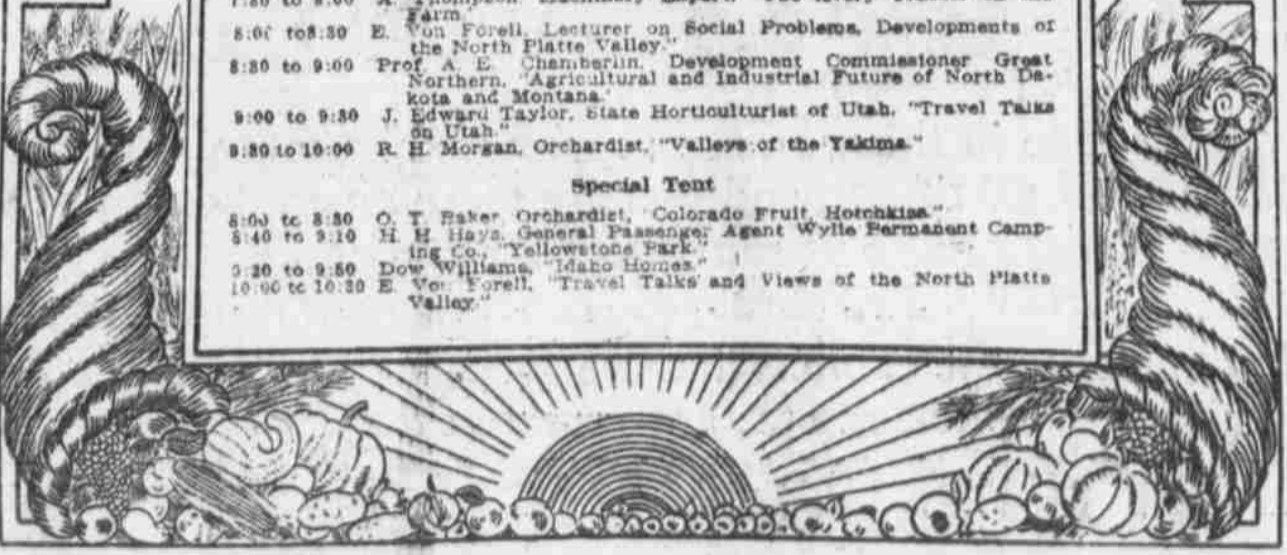 Farm
8:00 to 8:30 E. Von Forell, Lecturer on Social Problems, Developments of
the North Platte Valley."
8:30 to 9:00 Prof. A. E. Chamberlin, Development Commissioner Great
Northern, "Agricultural and Industrial Future of North Da-
kota and Montana.'
9:00 to 9:30 J. Edward Taylor, State Horticulturist of Utah, "Travel Talks
on Utah."
9:30 to 10:00 R. H. Morgan, Orchardist, "Valleys of the Yakima."
Special Tent
8:00 to 8:30 O. T. Baker, Orchardist, "Colorado Fruit, Hotchkiss."
8:40 to 9:10 H. H. Hays, General Passenger Agent Wylie Permanent Camp-
ing Co., "Yellowstone Park."
9:20 to 9:50 Dow Williams, "Idaho Homes."
10:00 to 10:30 E. Von Forell, "Travel Talks and Views of the North Platte
Valley."